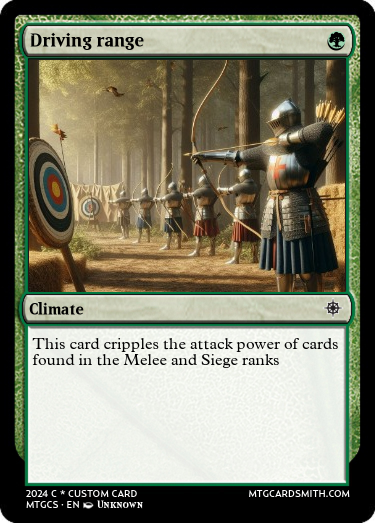 Driving range
Climate
This card cripples the attack power of cards
found in the Melee and Siege ranks
2024 C * CUSTOM CARD
MTGCS · EN UNKNOWN
MTGCARDSMITH.COM